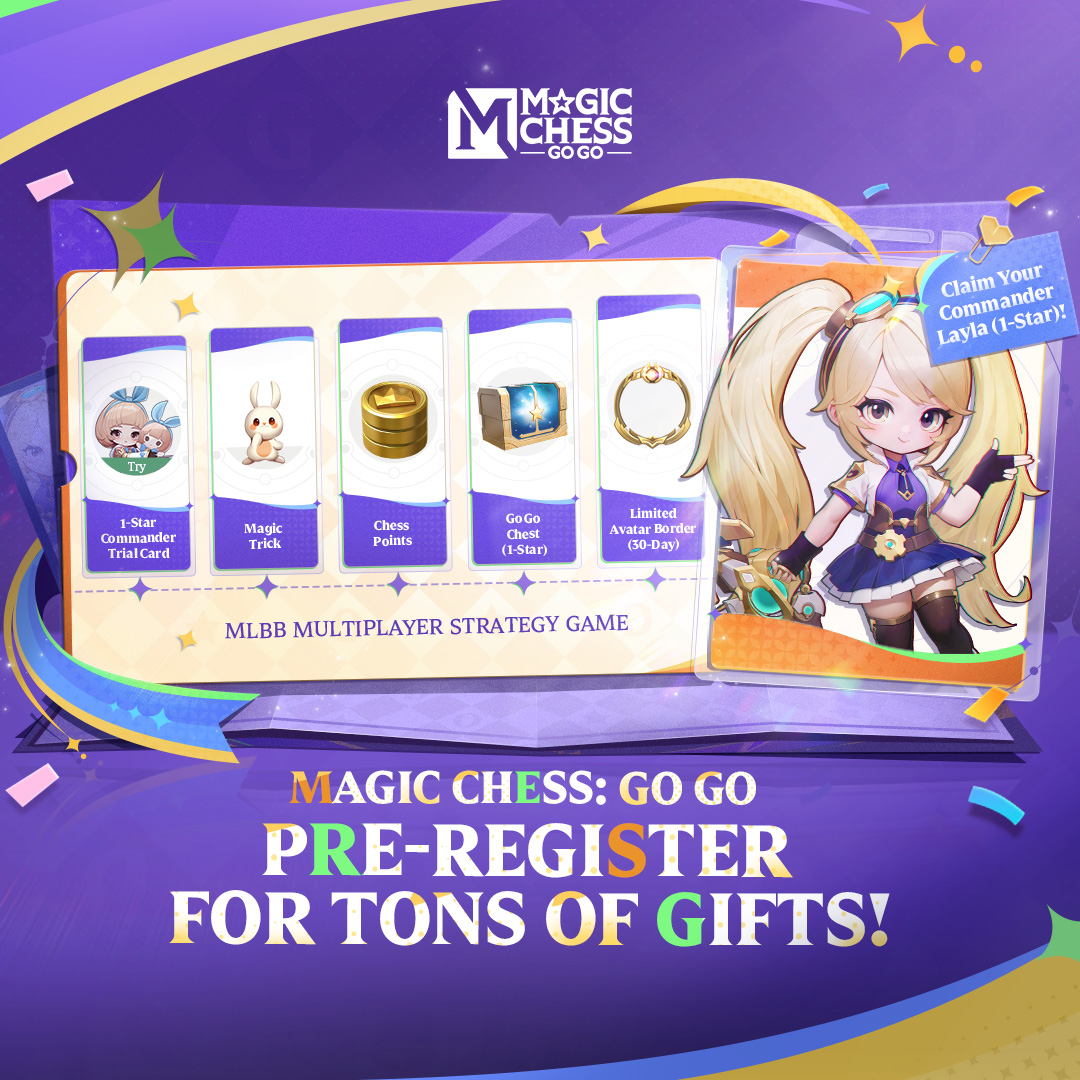 M
M☆GIC
CHESS
GO GO
Claim Your
Commander
Layla (1-Star)!
Try
1-Star
Commander
Trial Card
Magic
Trick
Chess
Points
Go Go
Chest
(1-Star)
Limited
Avatar Border
(30-Day)
MLBB MULTIPLAYER STRATEGY GAME
MAGIC CHESS: GO GO
PRE-REGISTER
FOR TONS OF GIFTS!